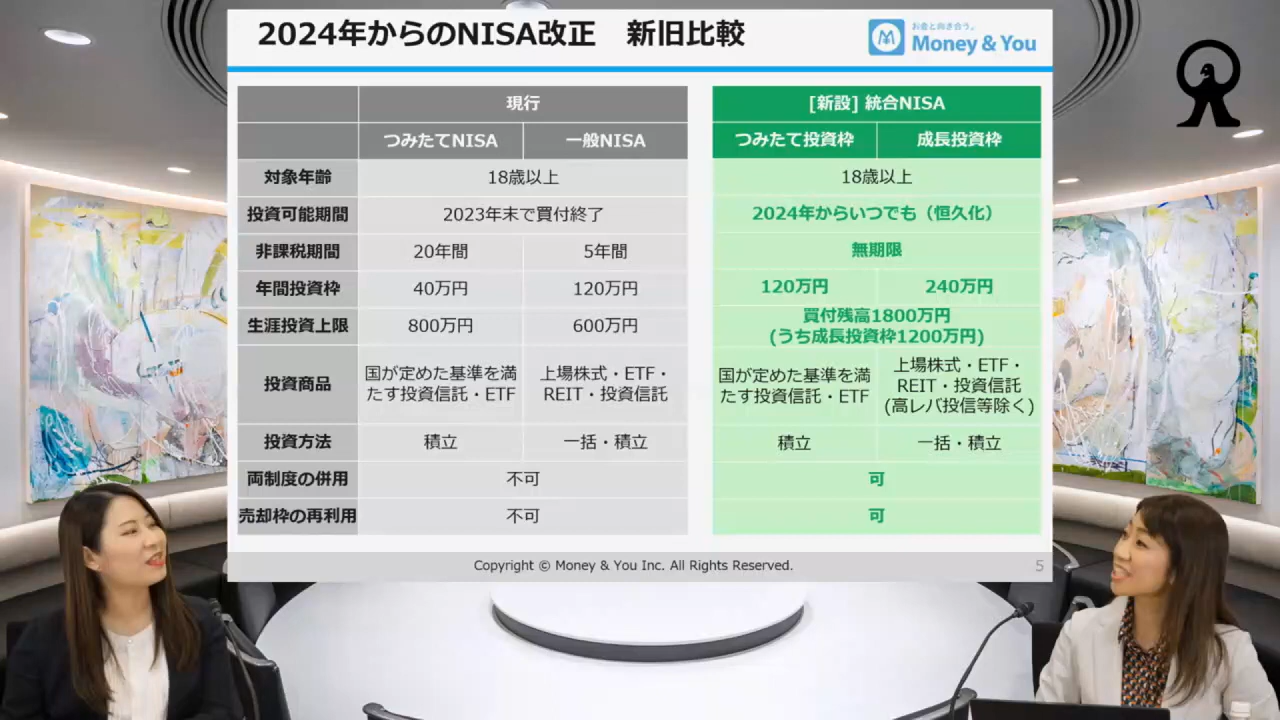 2024年からのNISA改正　新旧比較
お金と向き合う。
Money & You
現行
[新設] 統合NISA
つみたてNISA
一般NISA
つみたて投資枠
成長投資枠
対象年齢
18歳以上
18歳以上
投資可能期間
2023年末で買付終了
2024年からいつでも（恒久化）
非課税期間
20年間
5年間
無期限
年間投資枠
40万円
120万円
120万円
240万円
生涯投資上限
800万円
600万円
買付残高1800万円
(うち成長投資枠1200万円)
投資商品
国が定めた基準を満
たす投資信託・ETF
上場株式・ETF・
REIT・投資信託
国が定めた基準を満
たす投資信託・ETF
上場株式・ETF・
REIT・投資信託
(高レバ投信等除く)
投資方法
積立
一括・積立
積立
一括・積立
両制度の併用
不可
可
売却枠の再利用
不可
可
Copyright © Money & You Inc. All Rights Reserved.
5